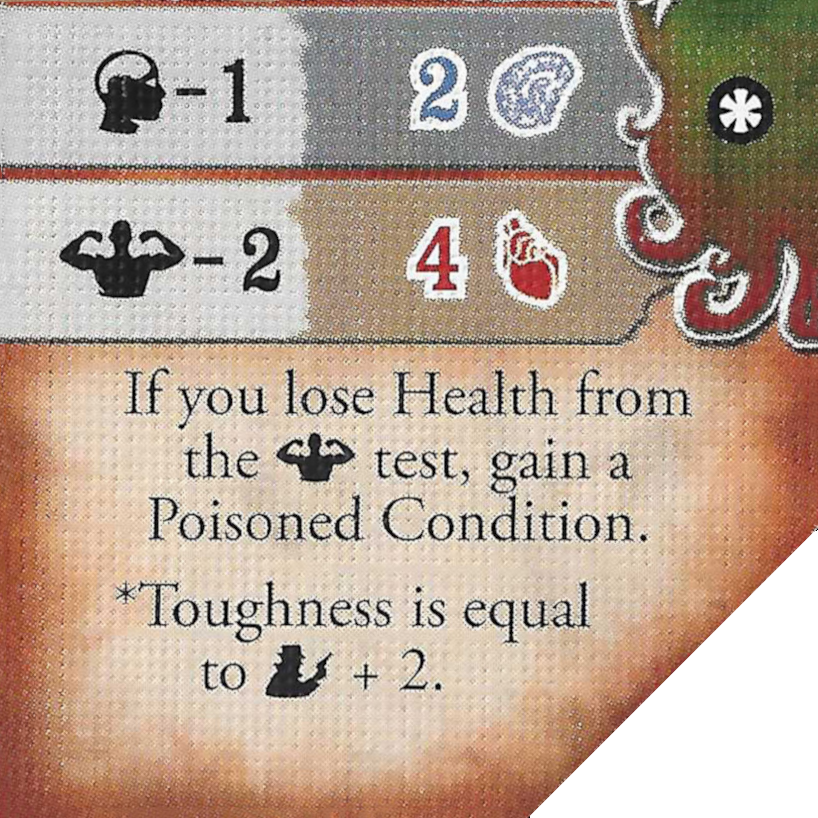 -1 2
*
-2 4
If you lose Health from
the test, gain a
Poisoned Condition.
*Toughness is equal
to + 2.